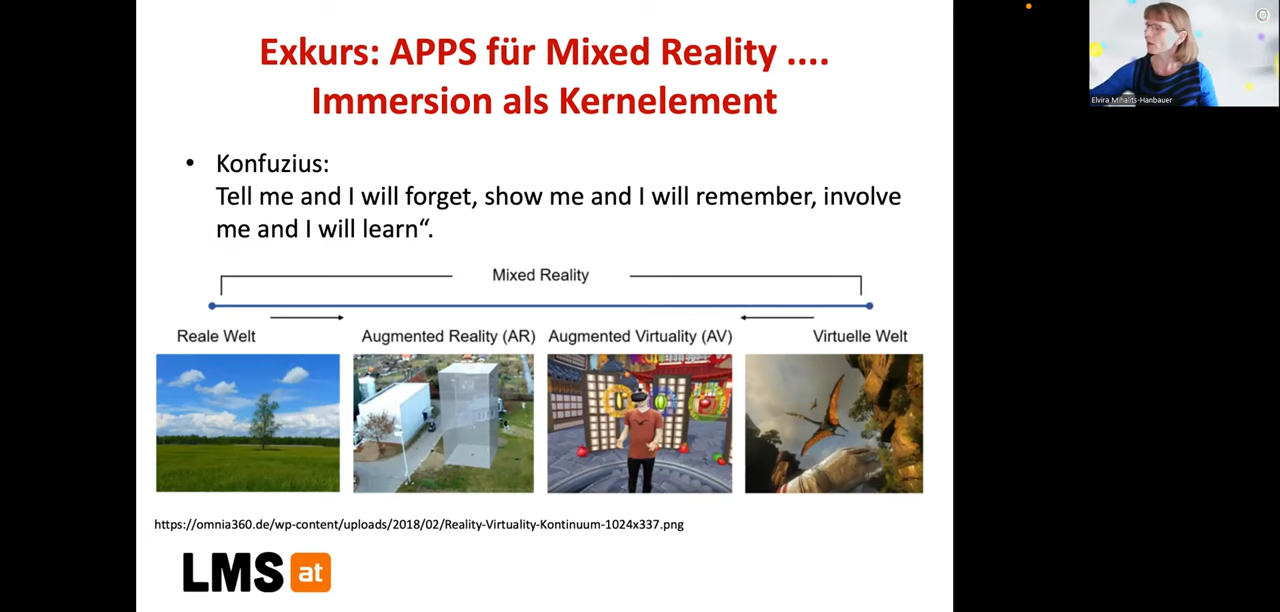 Exkurs: APPS für Mixed Reality ....
Immersion als Kernelement
• Konfuzius:
Tell me and I will forget, show me and I will remember, involve
me and I will learn“.
Mixed Reality
Reale Welt
Augmented Reality (AR)
Augmented Virtuality (AV)
Virtuelle Welt
https://omnia360.de/wp-content/uploads/2018/02/Reality-Virtuality-Kontinuum-1024x337.png
LMS at
Elvira Mihalits-Hanbauer